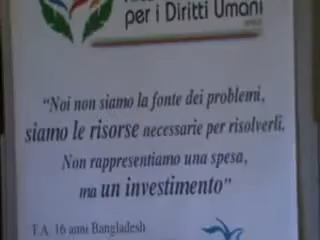 per i Diritti Umani
"Noi non siamo la fonte dei problemi,
siamo le risorse necessarie per risolverli.
Non rappresentiamo una spesa,
ma un investimento"
F.A. 16 anni Bangladesh